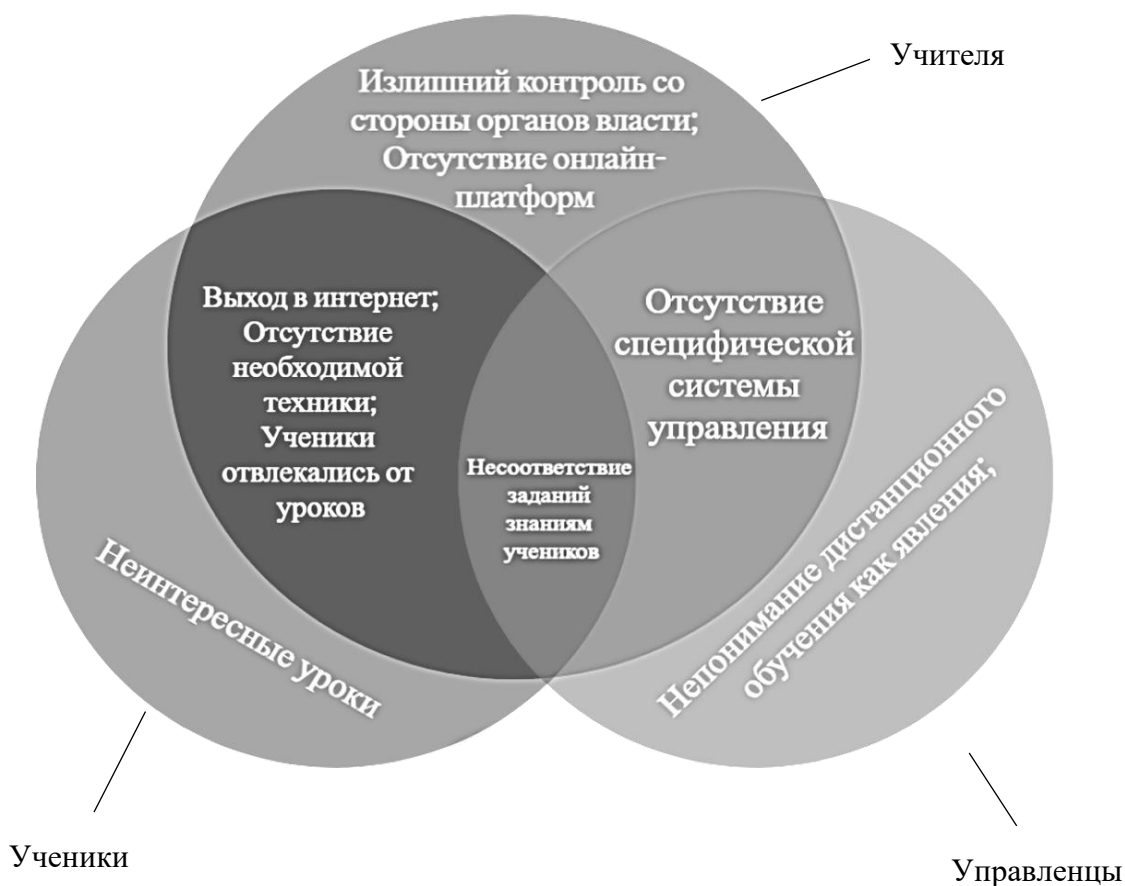 Учителя
Излишний контроль со
стороны органов власти;
Отсутствие онлайн-
платформ
Выход в интернет;
Отсутствие
необходимой
техники;
Ученики
отвлекались от
уроков
Отсутствие
специфической
системы
управления
Несоответствие
заданий
знаниям
учеников
Неинтересные уроки
Непонимание дистанционного
обучения как явления;
Ученики
Управленцы